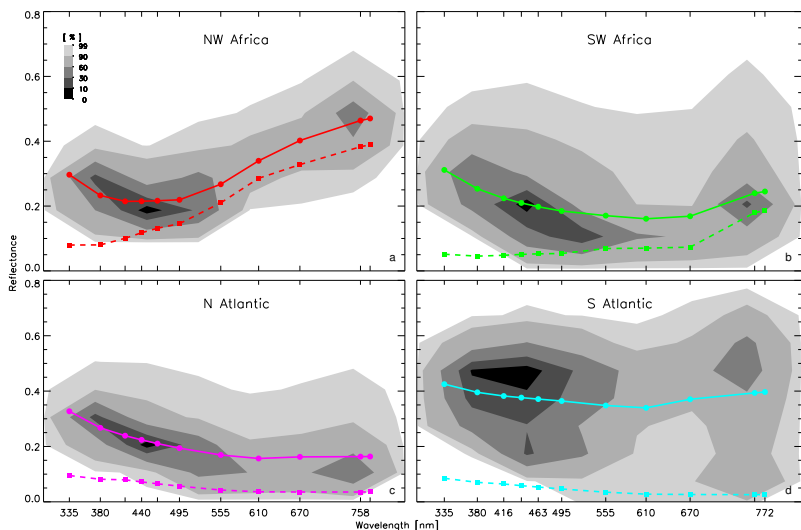 0.8
NW Africa
SW Africa
[ % ]
99
90
60
30
10
0
0.6
0.4
0.2
0.0
a
b
Reflectance
N Atlantic
S Atlantic
0.6
0.4
0.2
0.0
c
d
335 380 440 495 555 610 670 758
335 380 416 463 495 555 610 670 772
Wavelength [nm]